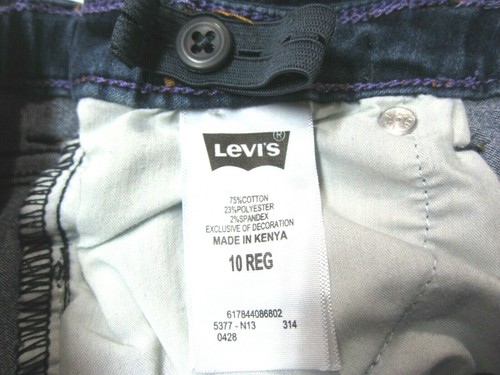 LEVI'S ®
75%COTTON
23%POLYESTER
2%SPANDEX
EXCLUSIVE OF DECORATION
MADE IN KENYA
10 REG
617844086802
5377 - N13 314
0428